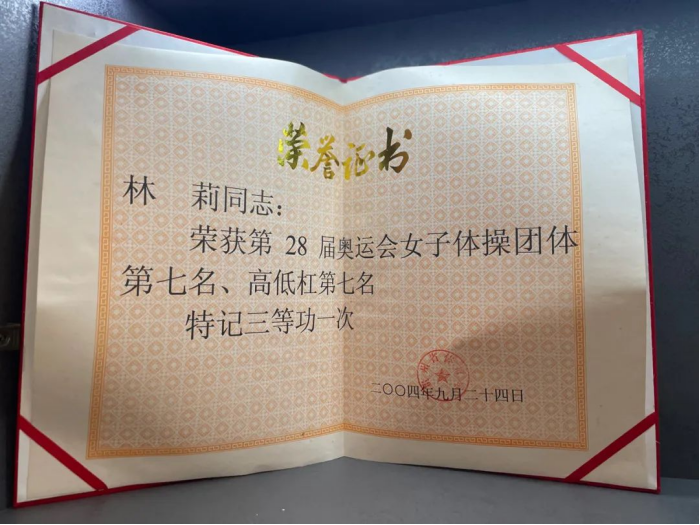 荣誉证书
林 莉同志：
荣获第 28 届奥运会女子体操团体
第七名、高低杠第七名
特记三等功一次
二〇〇四年九月二十四日